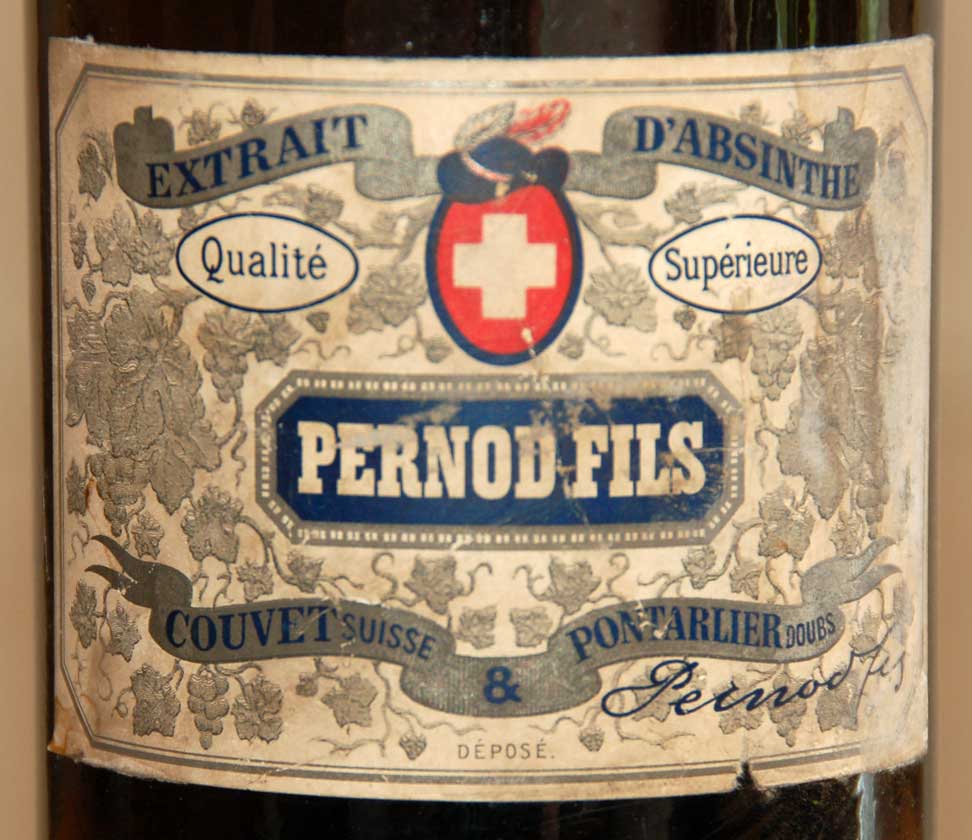 EXTRAIT D'ABSINTHE
Qualité Supérieure
PERNOD FILS
COUVET SUISSE & PONTARLIER DOUBS
Pernod fils
DÉPOSÉ.